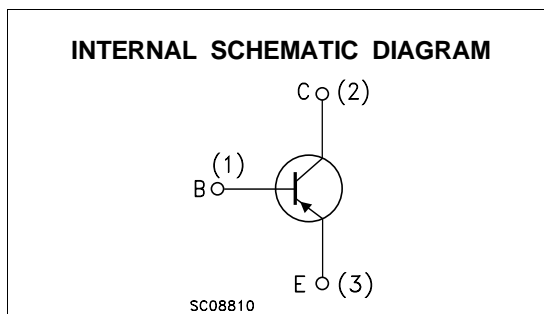 INTERNAL SCHEMATIC DIAGRAM
C (2)
(1)
B
E (3)
SC08810